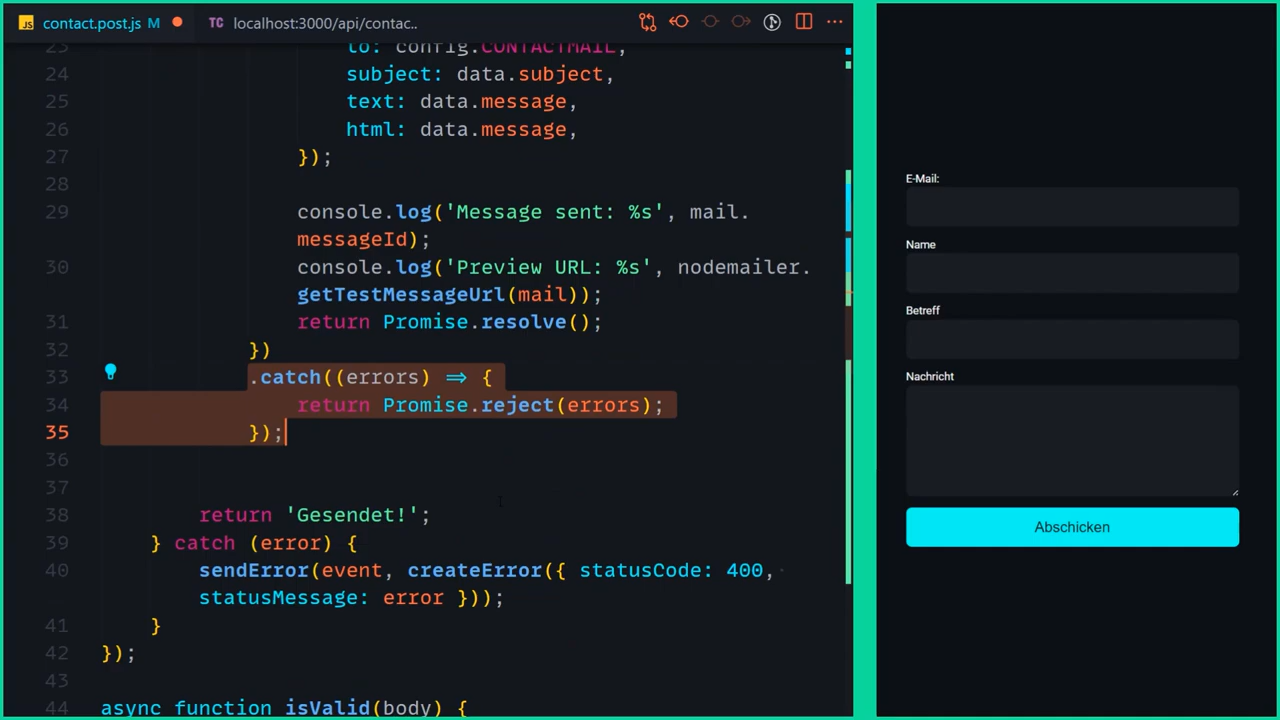 contact.post.js M
TC localhost:3000/api/contac..
23 to: config.CONTACTMAIL,
24 subject: data.subject,
25 text: data.message,
26 html: data.message,
27 });
28
29 console.log('Message sent: %s', mail.
messageId);
30 console.log('Preview URL: %s', nodemailer.
getTestMessageUrl(mail));
31 return Promise.resolve();
32 })
33 .catch((errors) => {
34 return Promise.reject(errors);
35 });
36
37
38 return 'Gesendet!';
39 } catch (error) {
40 sendError(event, createError({ statusCode: 400,
statusMessage: error }));
41 }
42 });
43
44 async function isValid(body) {
E-Mail:
Name
Betreff
Nachricht
Abschicken